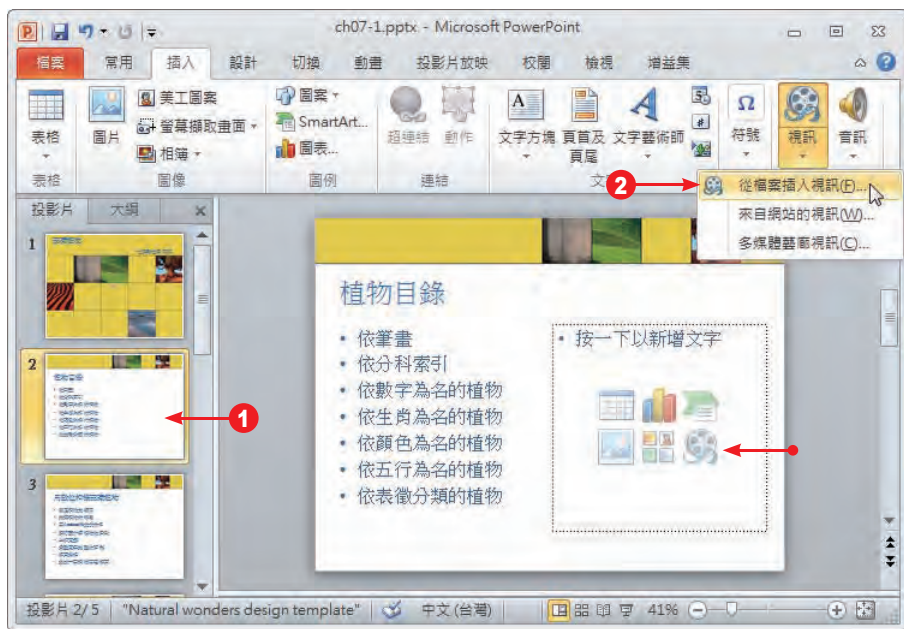 ch07-1.pptx - Microsoft PowerPoint
檔案 常用 插入 設計 切換 動畫 投影片放映 校閱 檢視 增益集
表格 圖片 美工圖案 螢幕擷取畫面 相簿
圖案 SmartArt... 圖表...
超連結 動作
文字方塊 頁首及頁尾 文字藝術師
符號 視訊 音訊
表格 圖像 圖例 連結 文
2 從檔案插入視訊(F)...
來自網站的視訊(W)...
多媒體藝廊視訊(C)...
投影片 大綱
1
2
3
1
植物目錄
• 依筆畫
• 依分科索引
• 依數字為名的植物
• 依生肖為名的植物
• 依顏色為名的植物
• 依五行為名的植物
• 依表徵分類的植物
• 按一下以新增文字
投影片 2/5 "Natural wonders design template" 中文 (台灣) 41%